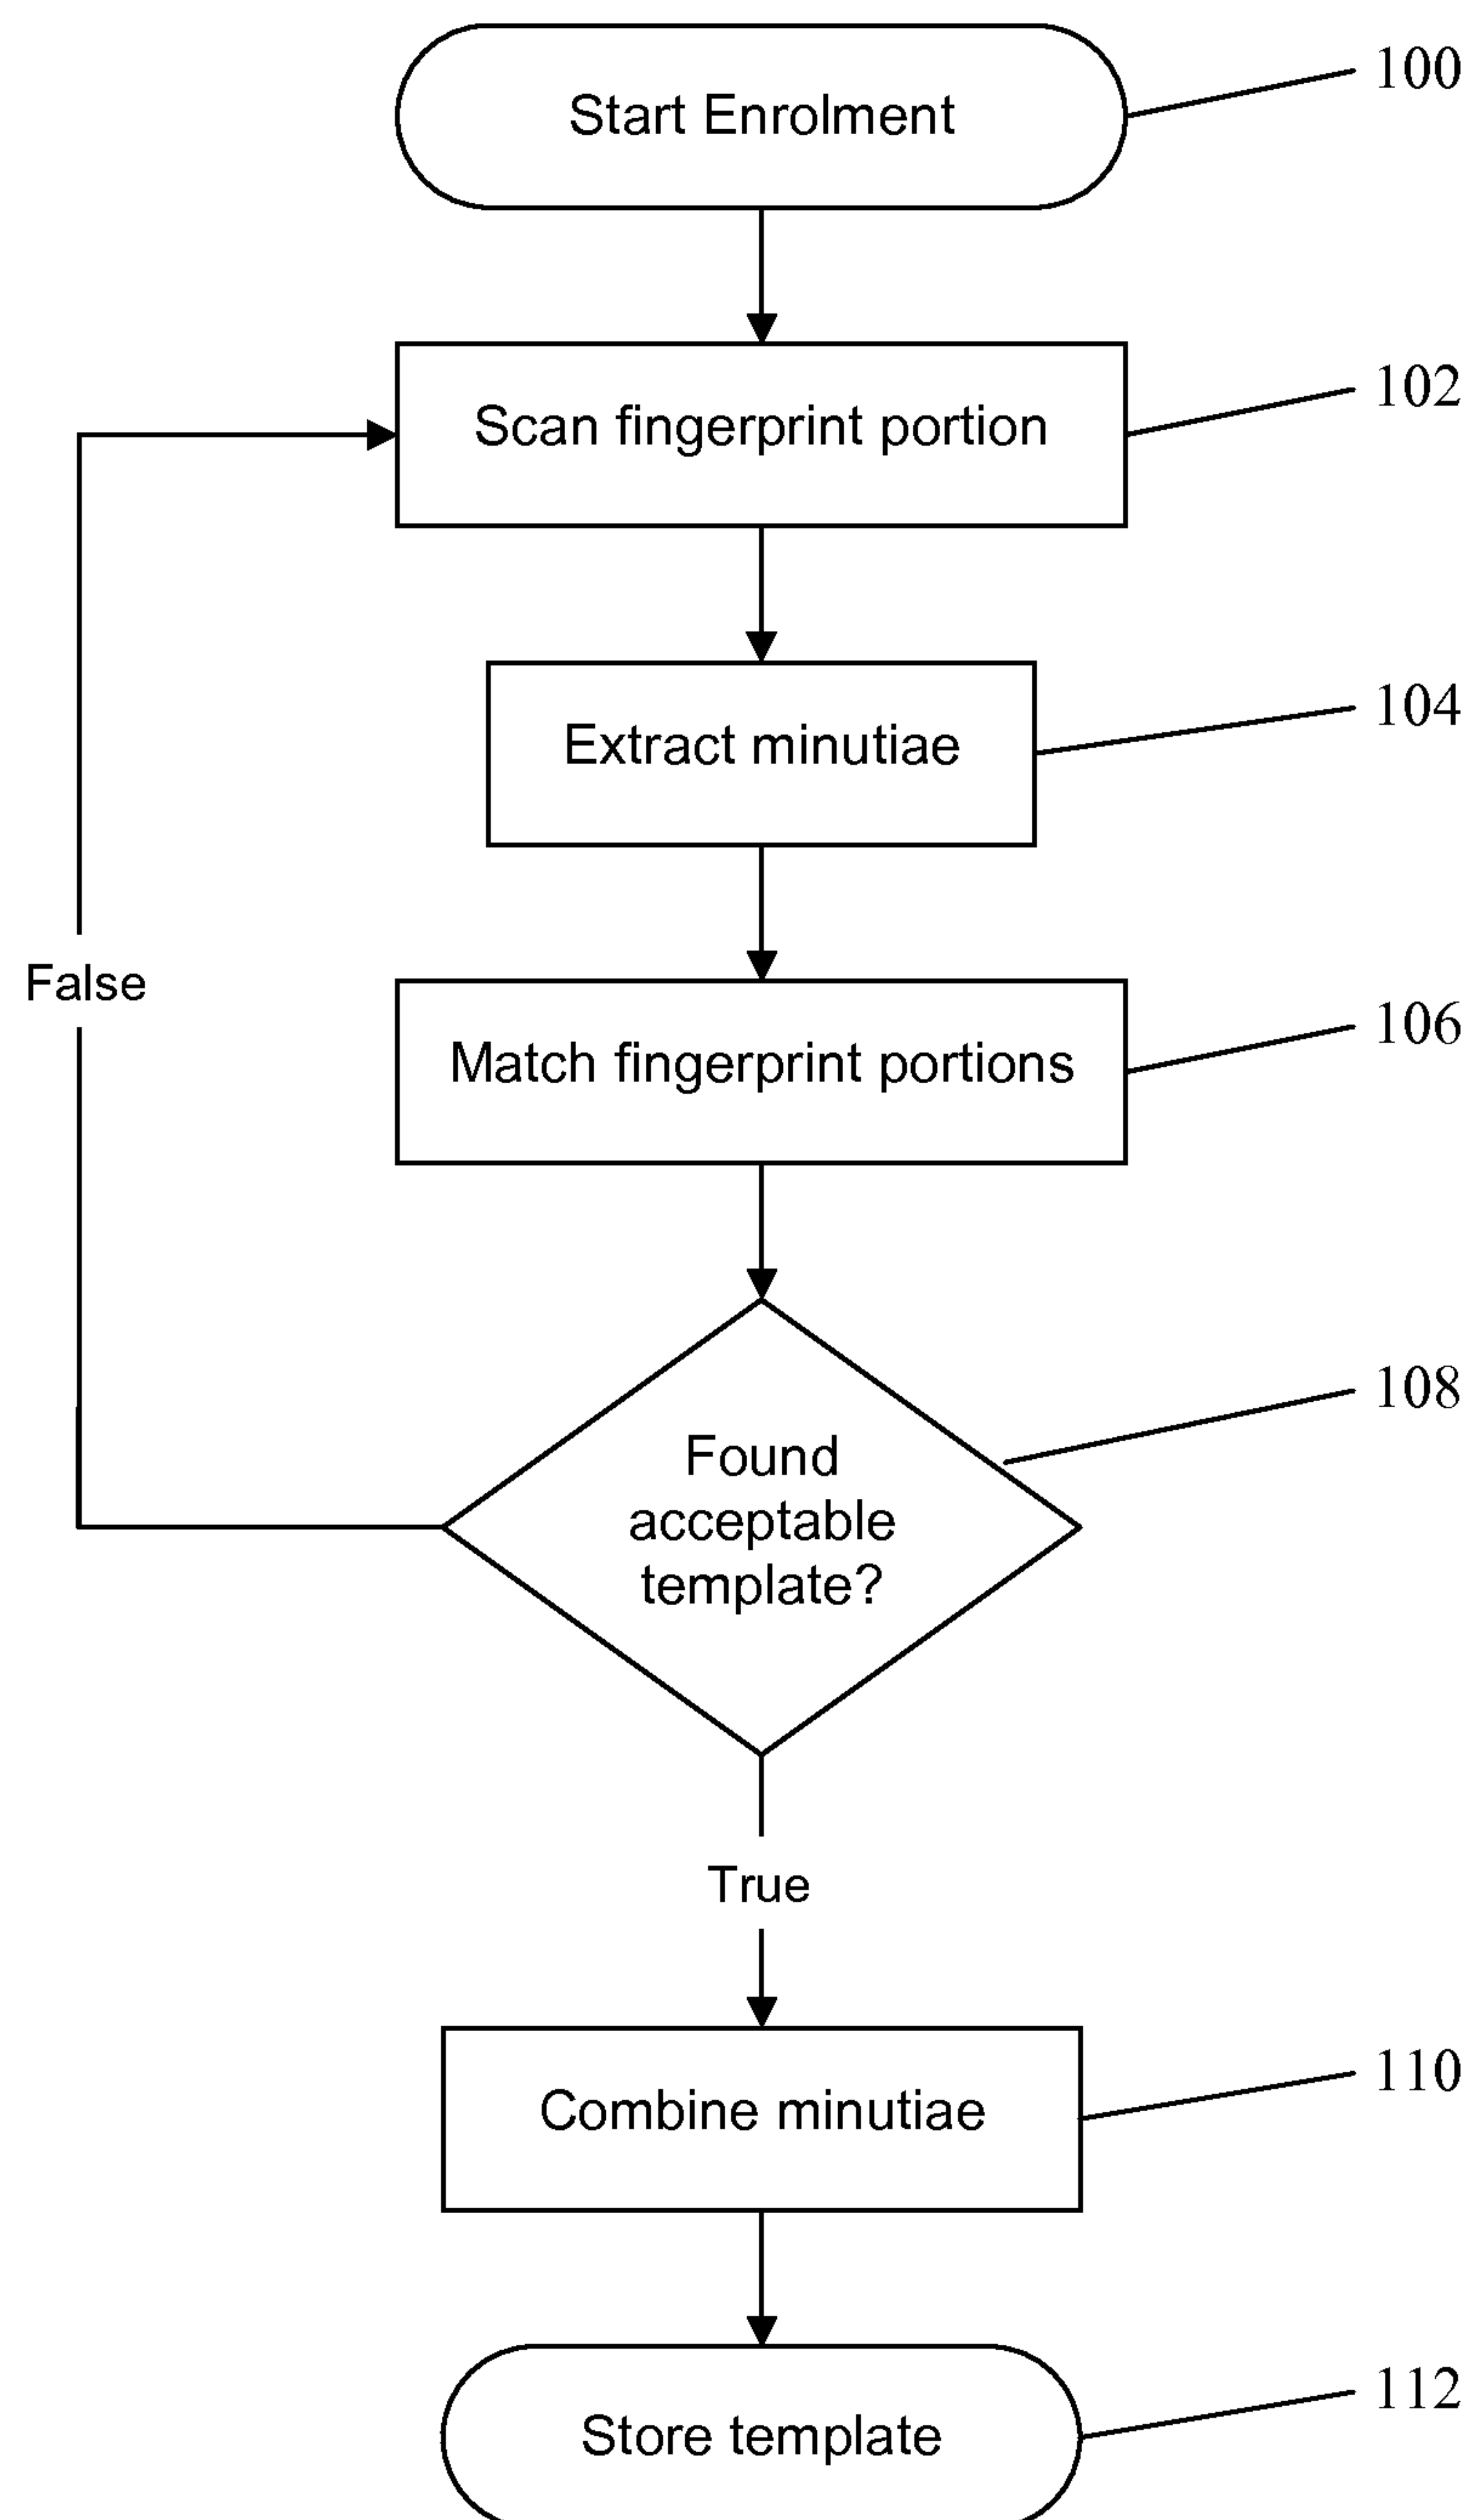 Start Enrolment
100
Scan fingerprint portion
102
Extract minutiae
104
False
Match fingerprint portions
106
Found
acceptable
template?
108
True
Combine minutiae
110
Store template
112